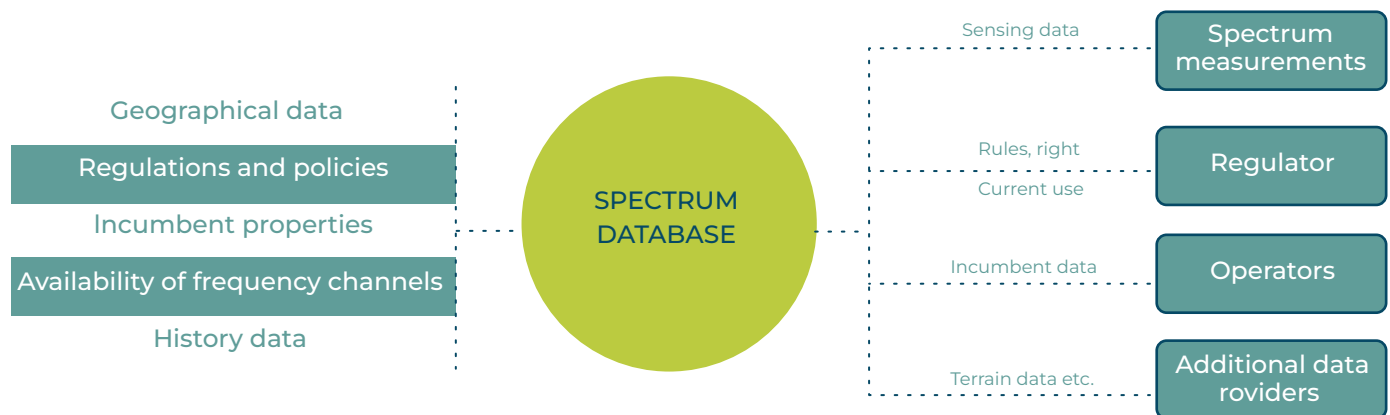 Geographical data
Regulations and policies
Incumbent properties
Availability of frequency channels
History data
SPECTRUM
DATABASE
Sensing data
Spectrum
measurements
Rules, right
Current use
Regulator
Incumbent data
Operators
Terrain data etc.
Additional data
roviders